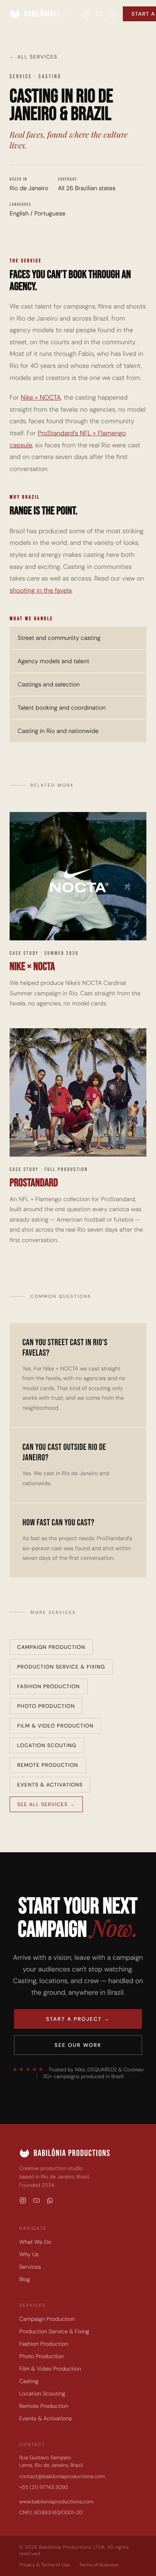 START A
← ALL SERVICES
SERVICE · CASTING
CASTING IN RIO DE
JANEIRO & BRAZIL
Real faces, found where the culture
lives.
BASED IN
Rio de Janeiro
COVERAGE
All 26 Brazilian states
LANGUAGES
English / Portuguese
THE SERVICE
FACES YOU CAN'T BOOK THROUGH AN
AGENCY.
We cast talent for campaigns, films and shoots
in Rio de Janeiro and across Brazil, from
agency models to real people found in the
street, on the courts and in the community.
Most of it runs through Fabio, who has lived in
Rio for 40 years and whose network of talent,
models and creators is the one we cast from.
For Nike × NOCTA, the casting happened
straight from the favela: no agencies, no model
cards. The kind of casting you cannot do
without years of relationships and trust
built. For ProStandard's NFL × Flamengo
capsule, six faces from the real Rio were cast
and on camera seven days after the first
conversation.
WHY BRAZIL
RANGE IS THE POINT.
Brazil has produced some of the most striking
models in the world, and the variety of looks,
styles and energy makes casting here both
easy and exciting. Casting in communities
takes care as well as access. Read our view on
shooting in the favela.
WHAT WE HANDLE
Street and community casting
Agency models and talent
Castings and selection
Talent booking and coordination
Casting in Rio and nationwide
RELATED WORK
NOCTA
CASE STUDY · SUMMER 2026
NIKE × NOCTA
We helped produce Nike's NOCTA Cardinal
Summer campaign in Rio. Cast straight from the
favela, no agencies, no model cards.
CASE STUDY · FULL PRODUCTION
PROSTANDARD
An NFL × Flamengo collection for ProStandard,
built around the one question every carioca was
already asking — American football or football —
and shot across the real Rio seven days after the
first conversation.
COMMON QUESTIONS
CAN YOU STREET CAST IN RIO'S
FAVELAS?
Yes. For Nike × NOCTA we cast straight
from the favela, with no agencies and no
model cards. That kind of scouting only
works with trust, and we come from the
neighborhood.
CAN YOU CAST OUTSIDE RIO DE
JANEIRO?
Yes. We cast in Rio de Janeiro and
nationwide.
HOW FAST CAN YOU CAST?
As fast as the project needs. ProStandard's
six-person cast was found and shot within
seven days of the first conversation.
MORE SERVICES
CAMPAIGN PRODUCTION
PRODUCTION SERVICE & FIXING
FASHION PRODUCTION
PHOTO PRODUCTION
FILM & VIDEO PRODUCTION
LOCATION SCOUTING
REMOTE PRODUCTION
EVENTS & ACTIVATIONS
SEE ALL SERVICES →
START YOUR NEXT
CAMPAIGN Now.
Arrive with a vision, leave with a campaign
your audiences can't stop watching.
Casting, locations, and crew — handled on
the ground, anywhere in Brazil.
START A PROJECT →
SEE OUR WORK
★ ★ ★ ★ ★ Trusted by Nike, DSQUARED2 & Coolway
| 30+ campaigns produced in Brazil
BABILÔNIA PRODUCTIONS
Creative production studio
based in Rio de Janeiro, Brazil.
Founded 2024.
NAVIGATE
What We Do
Why Us
Services
Blog
SERVICES
Campaign Production
Production Service & Fixing
Fashion Production
Photo Production
Film & Video Production
Casting
Location Scouting
Remote Production
Events & Activations
CONTACT
Rua Gustavo Sampaio
Leme, Rio de Janeiro, Brazil
contact@babiloniaproductions.com
+55 (21) 97143 3092
www.babiloniaproductions.com
CNPJ: 60.863.163/0001-20
© 2026 Babilônia Productions LTDA. All rights
reserved.
Privacy & Terms of Use
Terms of Business